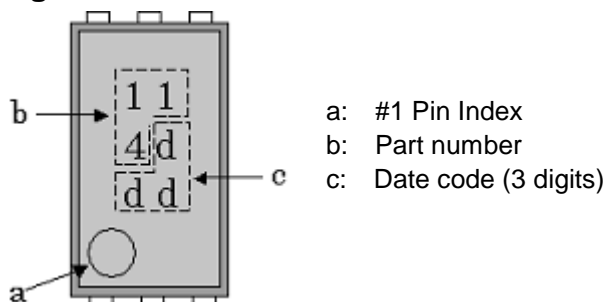 1 1
4 d
d d
b
c
a
a: #1 Pin Index
b: Part number
c: Date code (3 digits)